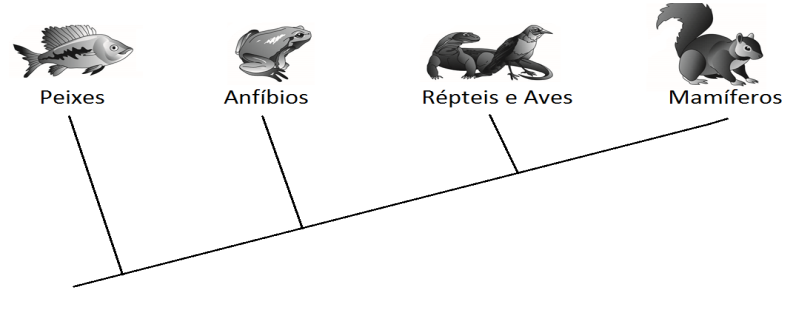 Peixes
Anfíbios
Répteis e Aves
Mamíferos